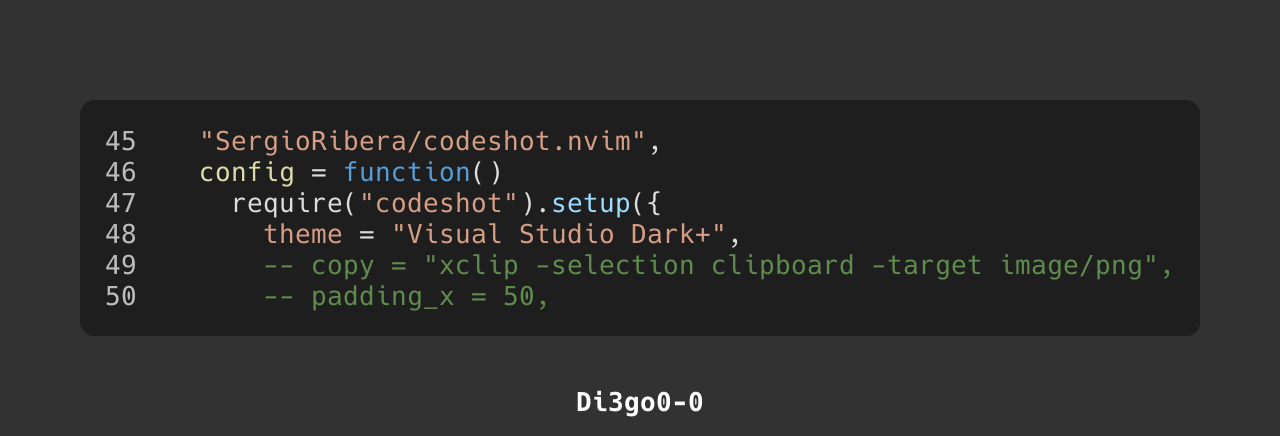 45    "SergioRibera/codeshot.nvim",
46    config = function()
47      require("codeshot").setup({
48        theme = "Visual Studio Dark+",
49        -- copy = "xclip -selection clipboard -target image/png",
50        -- padding_x = 50,
Di3go0-0